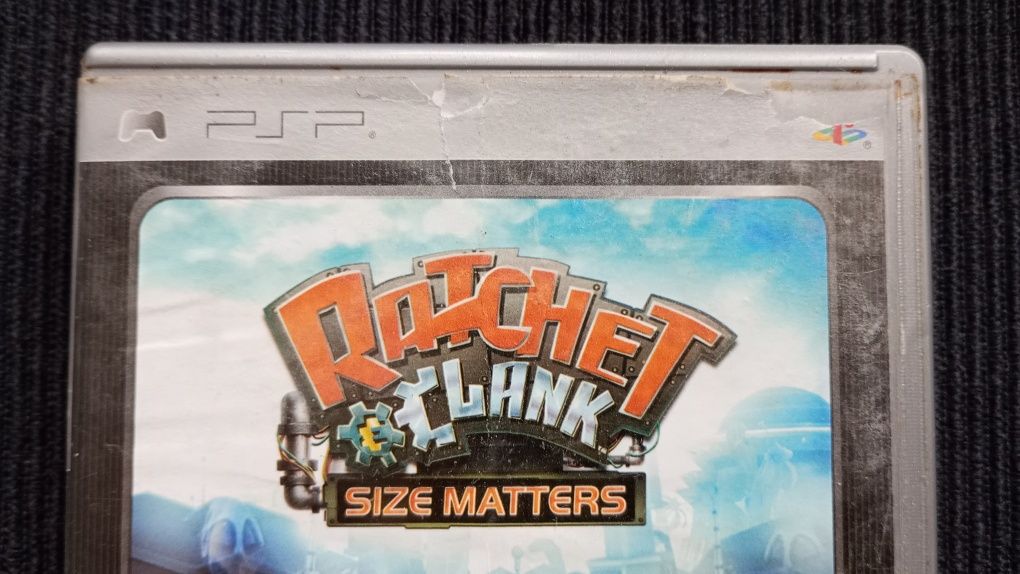 PSP®
®
RATCHET
& CLANK
SIZE MATTERS